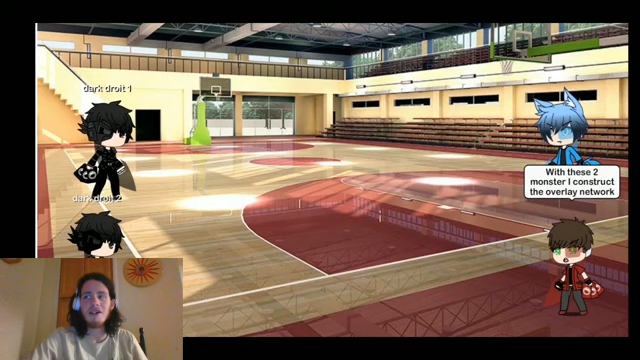 dark droit 1
dark droit 2
With these 2
monster I construct
the overlay network